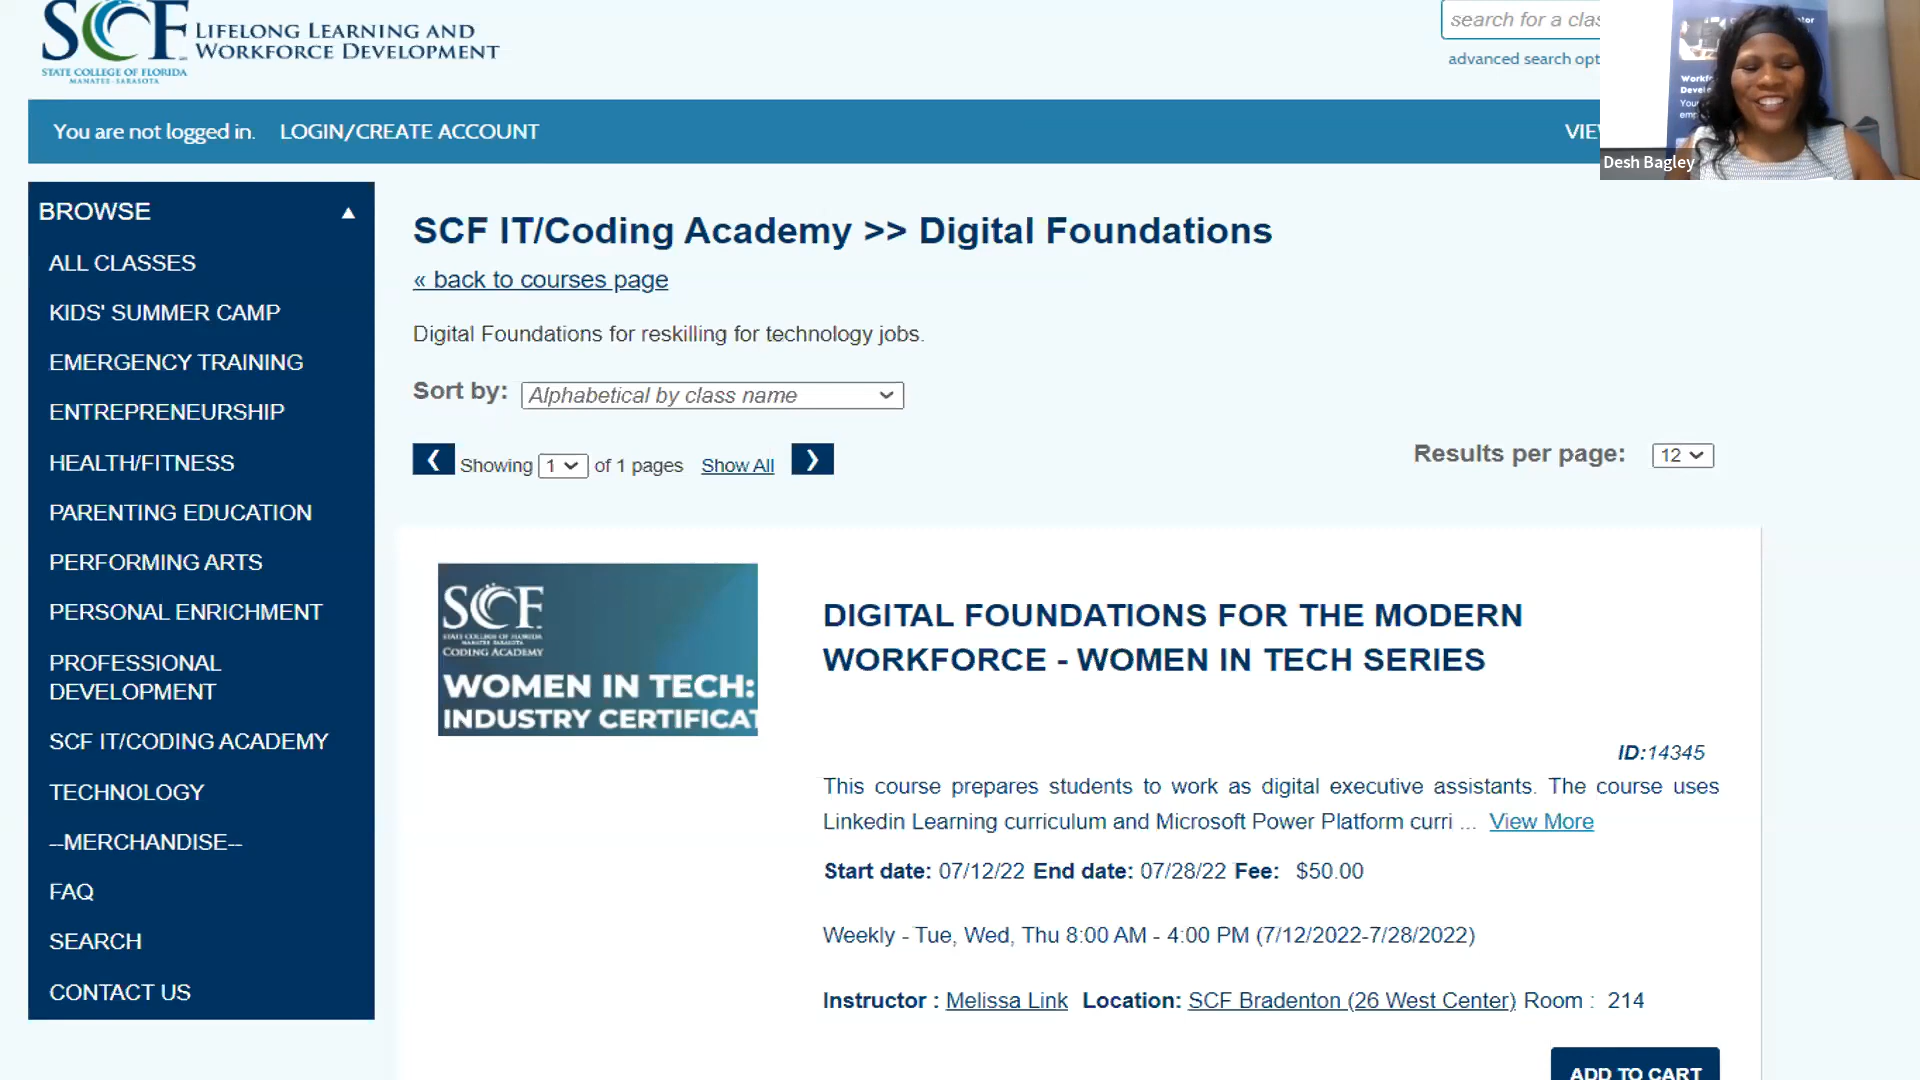 SCF
LIFELONG LEARNING AND
WORKFORCE DEVELOPMENT
STATE COLLEGE OF FLORIDA
MANATEE-SARASOTA
search for a clas
advanced search opt
You are not logged in. LOGIN/CREATE ACCOUNT
VIE
Desh Bagley
BROWSE ▲
ALL CLASSES
KIDS' SUMMER CAMP
EMERGENCY TRAINING
ENTREPRENEURSHIP
HEALTH/FITNESS
PARENTING EDUCATION
PERFORMING ARTS
PERSONAL ENRICHMENT
PROFESSIONAL
DEVELOPMENT
SCF IT/CODING ACADEMY
TECHNOLOGY
--MERCHANDISE--
FAQ
SEARCH
CONTACT US
SCF IT/Coding Academy >> Digital Foundations
« back to courses page
Digital Foundations for reskilling for technology jobs.
Sort by: Alphabetical by class name
❮ Showing 1 of 1 pages Show All ❯
Results per page: 12
SCF
STATE COLLEGE OF FLORIDA
MANATEE-SARASOTA
CODING ACADEMY
WOMEN IN TECH:
INDUSTRY CERTIFICAT
DIGITAL FOUNDATIONS FOR THE MODERN
WORKFORCE - WOMEN IN TECH SERIES
ID:14345
This course prepares students to work as digital executive assistants. The course uses
Linkedin Learning curriculum and Microsoft Power Platform curri ... View More
Start date: 07/12/22 End date: 07/28/22 Fee: $50.00
Weekly - Tue, Wed, Thu 8:00 AM - 4:00 PM (7/12/2022-7/28/2022)
Instructor : Melissa Link Location: SCF Bradenton (26 West Center) Room : 214
ADD TO CART